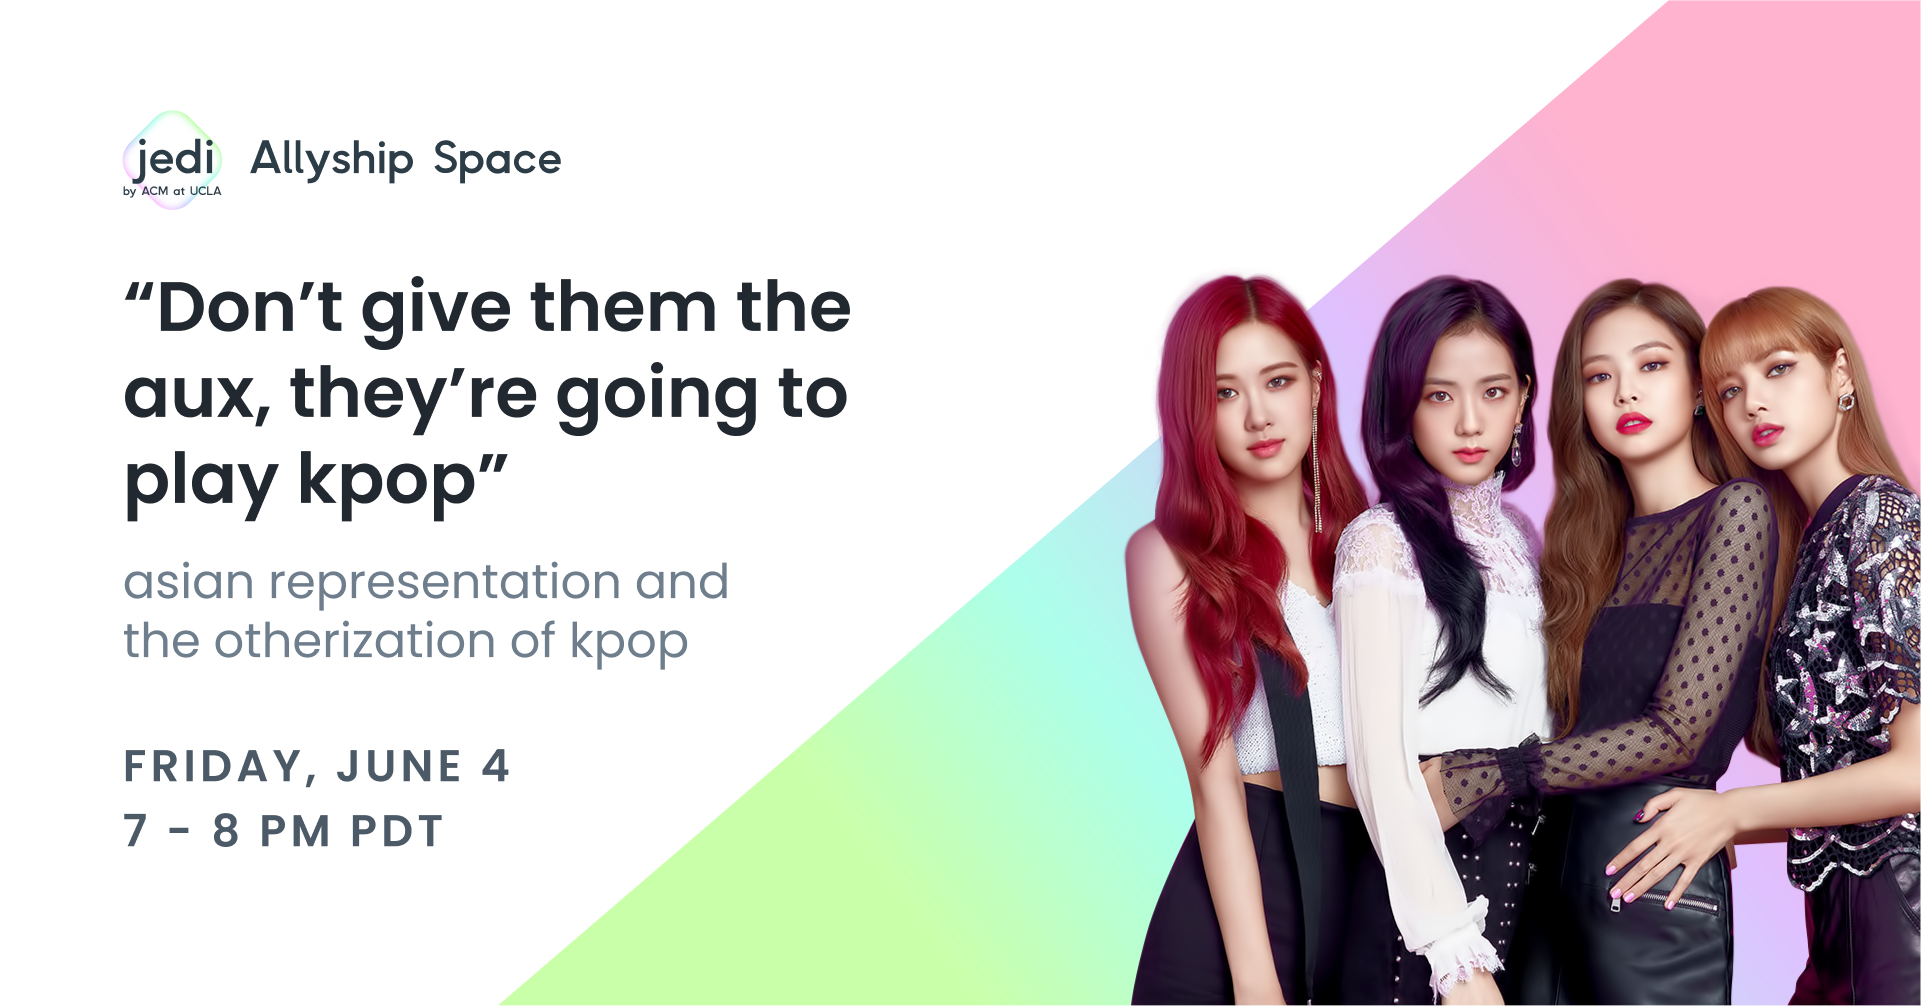 jedi
by ACM at UCLA
Allyship Space
“Don’t give them the
aux, they’re going to
play kpop”
asian representation and
the otherization of kpop
FRIDAY, JUNE 4
7 - 8 PM PDT